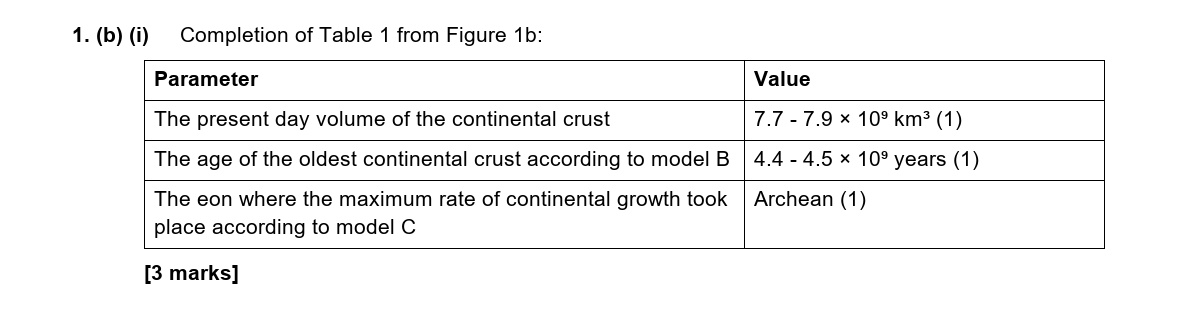 1. (b) (i) Completion of Table 1 from Figure 1b:
Parameter Value
The present day volume of the continental crust 7.7 - 7.9 × 10⁹ km³ (1)
The age of the oldest continental crust according to model B 4.4 - 4.5 × 10⁹ years (1)
The eon where the maximum rate of continental growth took Archean (1)
place according to model C
[3 marks]